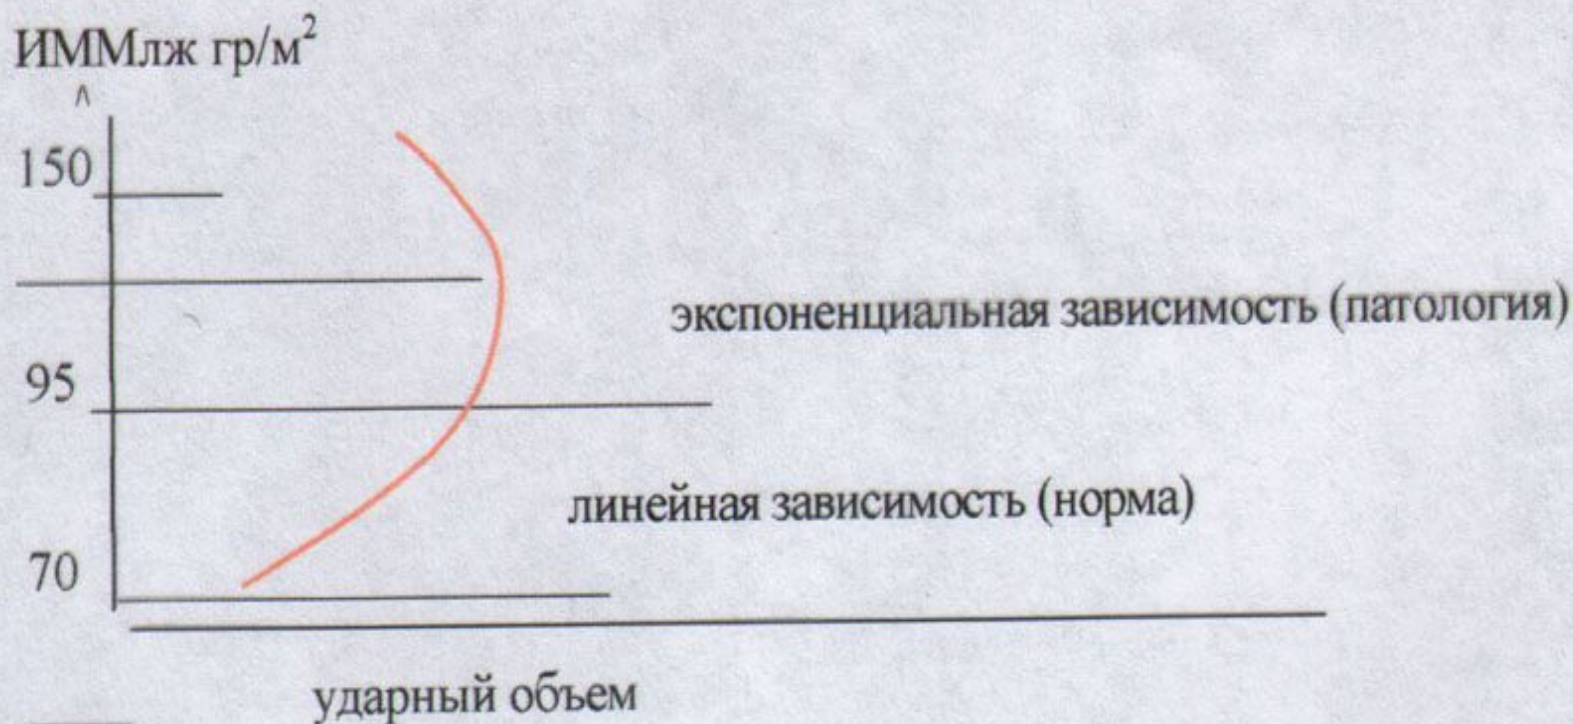 ИММлж гр/м²
^
150
экспоненциальная зависимость (патология)
95
линейная зависимость (норма)
70
ударный объем